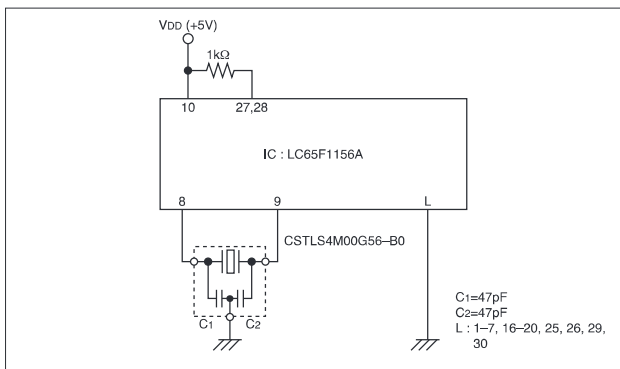 VDD (+5V)
1kΩ
10
27,28
IC : LC65F1156A
8
9
L
CSTLS4M00G56–B0
C1
C2
C1=47pF
C2=47pF
L : 1–7, 16–20, 25, 26, 29,
30